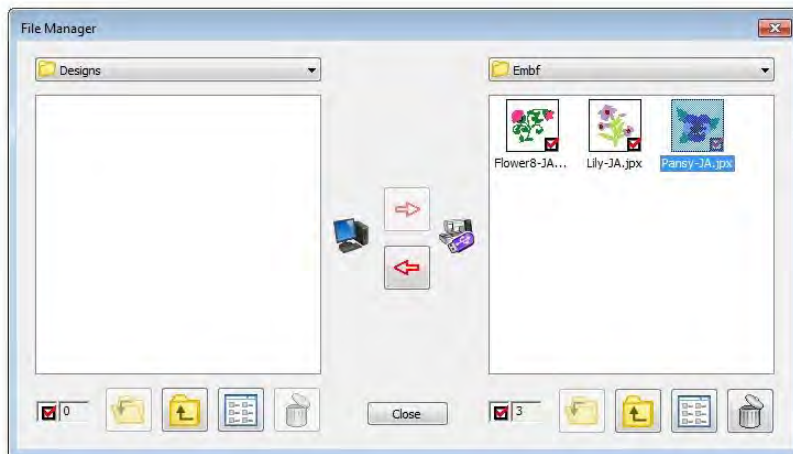 File Manager
Designs
Embf
Flower8-JA... Lily-JA.jpx Pansy-JA.jpx
0
Close
3